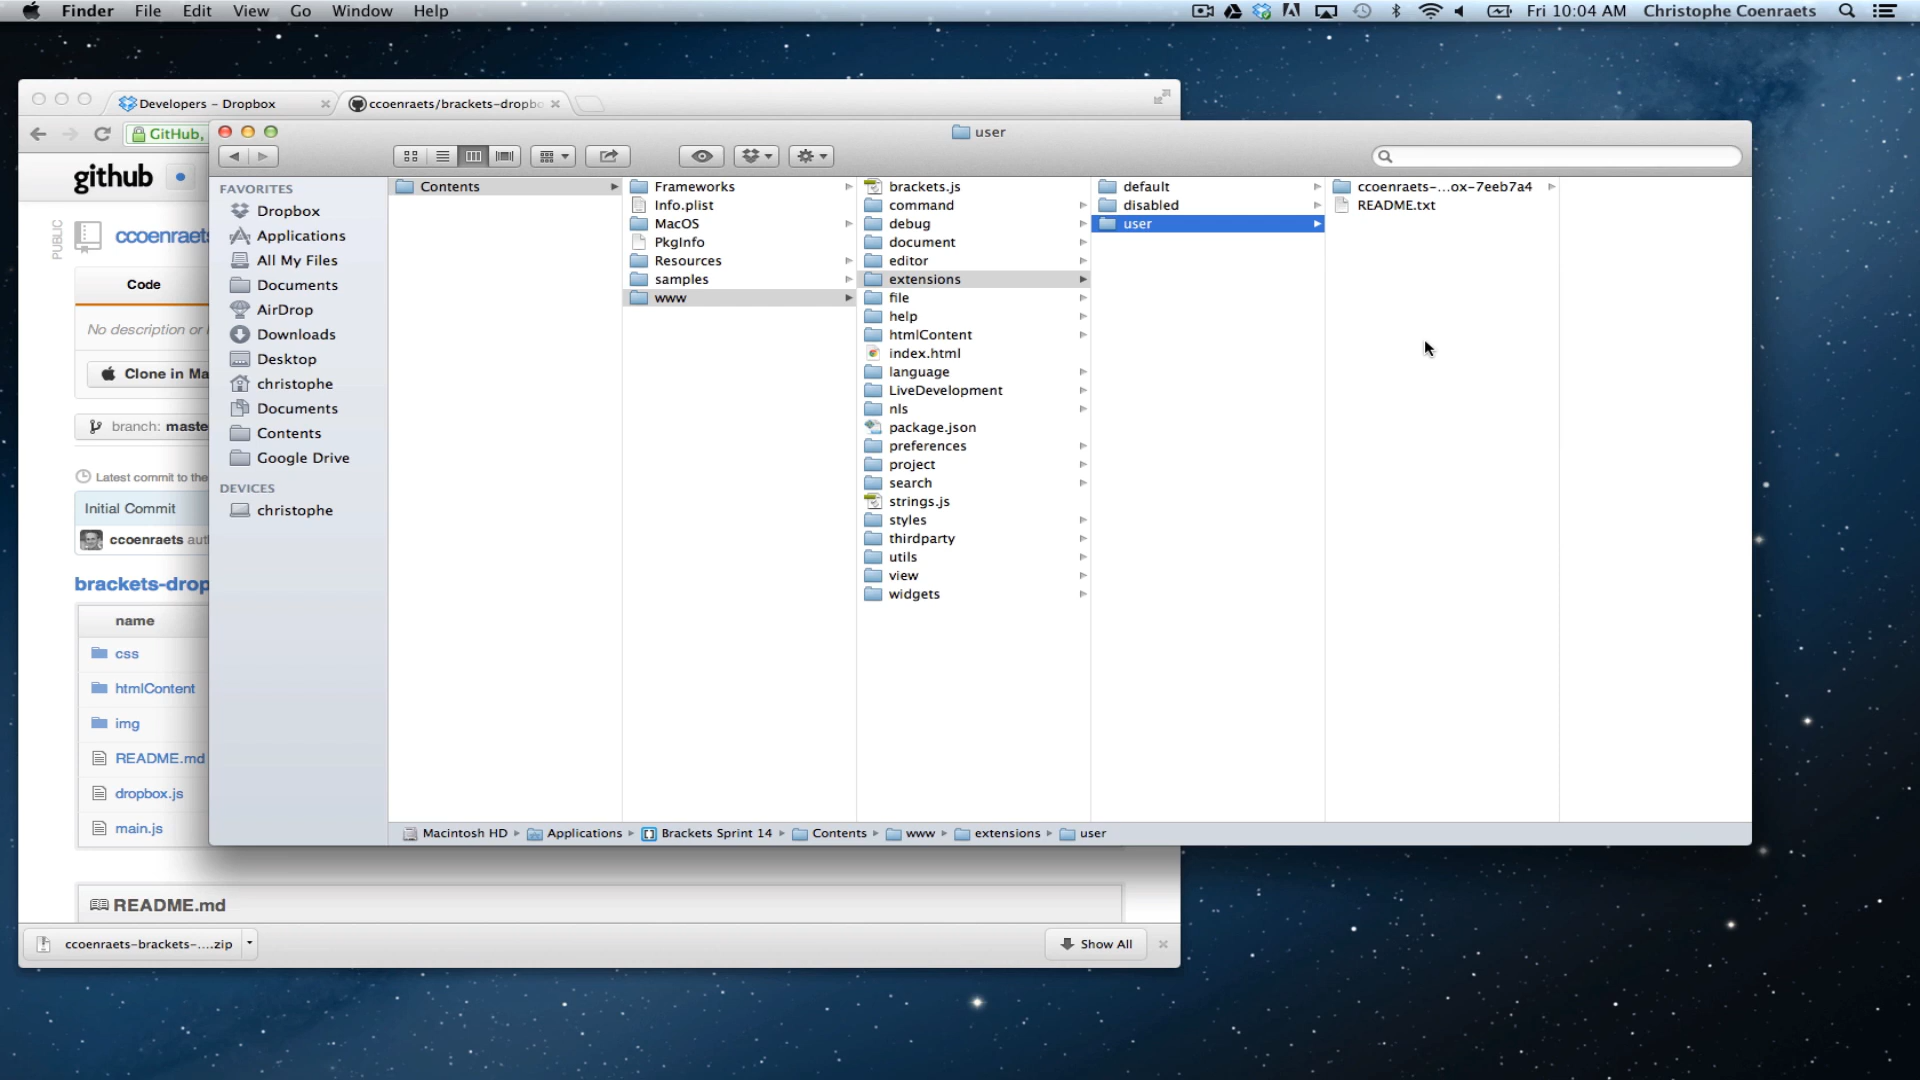 Finder File Edit View Go Window Help
Fri 10:04 AM Christophe Coenraets
Developers - Dropbox
ccoenraets/brackets-dropbo
GitHub,
user
github
PUBLIC
ccoenraets
Code
No description or
Clone in Ma
branch: maste
Latest commit to the
Initial Commit
ccoenraets aut
brackets-drop
name
css
htmlContent
img
README.md
dropbox.js
main.js
README.md
ccoenraets-brackets-....zip
Show All
FAVORITES
Dropbox
Applications
All My Files
Documents
AirDrop
Downloads
Desktop
christophe
Documents
Contents
Google Drive
DEVICES
christophe
Contents
Frameworks
Info.plist
MacOS
PkgInfo
Resources
samples
www
brackets.js
command
debug
document
editor
extensions
file
help
htmlContent
index.html
language
LiveDevelopment
nls
package.json
preferences
project
search
strings.js
styles
thirdparty
utils
view
widgets
default
disabled
user
ccoenraets-...ox-7eeb7a4
README.txt
Macintosh HD Applications Brackets Sprint 14 Contents www extensions user